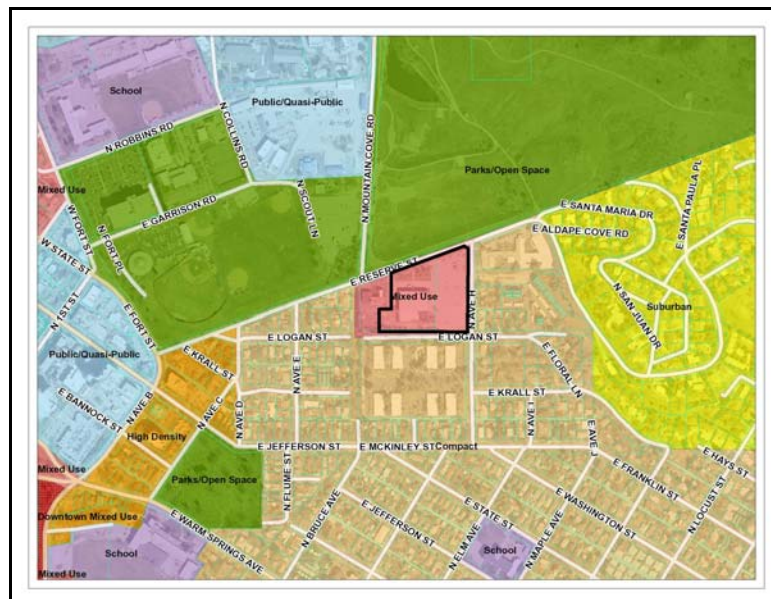 School
Public/Quasi-Public
N COLLINS RD
N ROBBINS RD
N MOUNTAIN COVE RD
Parks/Open Space
Mixed Use
N SCOUT LN
E GARRISON RD
W FORT ST
N FORT PL
W STATE ST
N 1ST ST
E FORT ST
E SANTA MARIA DR
E SANTA PAULA PL
E ALDAPE COVE RD
E RESERVE ST
Mixed Use
N AVE H
N SAN JUAN DR
Suburban
Public/Quasi-Public
E LOGAN ST
E LOGAN ST
E KRALL ST
N AVE E
E FLORAL LN
E BANNOCK ST
N AVE B
N AVE C
N AVE D
E KRALL ST
N AVE I
E AVE J
High Density
E JEFFERSON ST
E MCKINLEY ST
Compact
E HAYS ST
E FRANKLIN ST
N LOCUST ST
Mixed Use
Parks/Open Space
N FLUME ST
N BRUCE AVE
E JEFFERSON ST
E STATE ST
E WASHINGTON ST
Downtown Mixed Use
E WARM SPRINGS AVE
N ELM AVE
N MAPLE AVE
School
School
Mixed Use